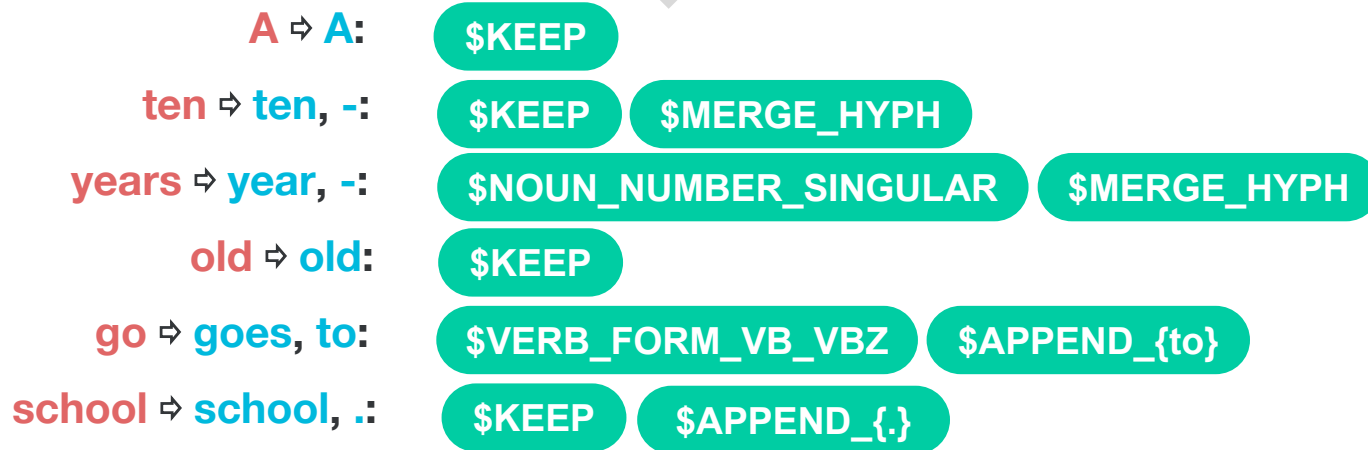 A ⇨ A: $KEEP
ten ⇨ ten, -: $KEEP $MERGE_HYPH
years ⇨ year, -: $NOUN_NUMBER_SINGULAR $MERGE_HYPH
old ⇨ old: $KEEP
go ⇨ goes, to: $VERB_FORM_VB_VBZ $APPEND_{to}
school ⇨ school, .: $KEEP $APPEND_{.}